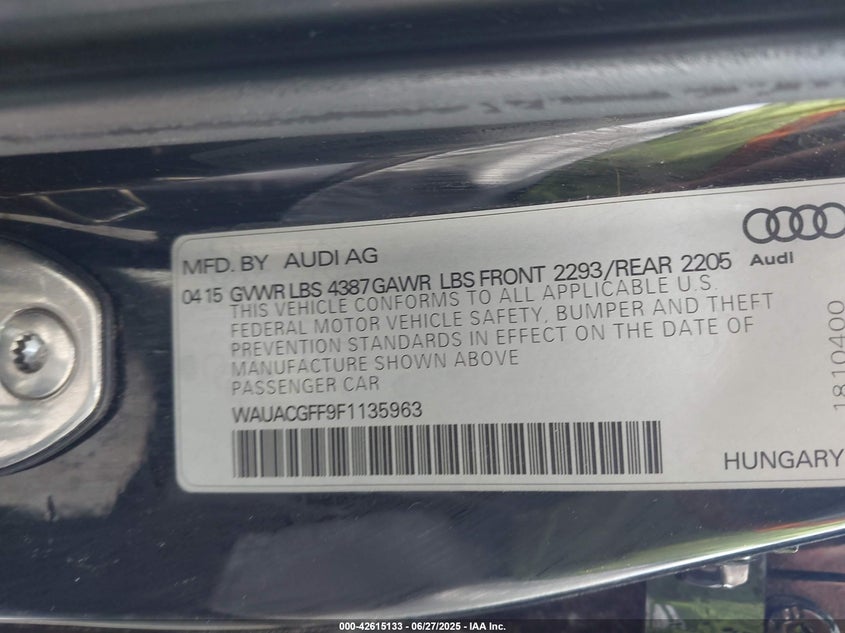 MFD. BY AUDI AG
Audi
04 15 GVWR LBS 4387 GAWR LBS FRONT 2293/REAR 2205
THIS VEHICLE CONFORMS TO ALL APPLICABLE U.S.
FEDERAL MOTOR VEHICLE SAFETY, BUMPER AND THEFT
PREVENTION STANDARDS IN EFFECT ON THE DATE OF
MANUFACTURE SHOWN ABOVE
PASSENGER CAR
WAUACGFF9F1135963
1810400
HUNGARY
000-42615133 - 06/27/2025 - IAA Inc.